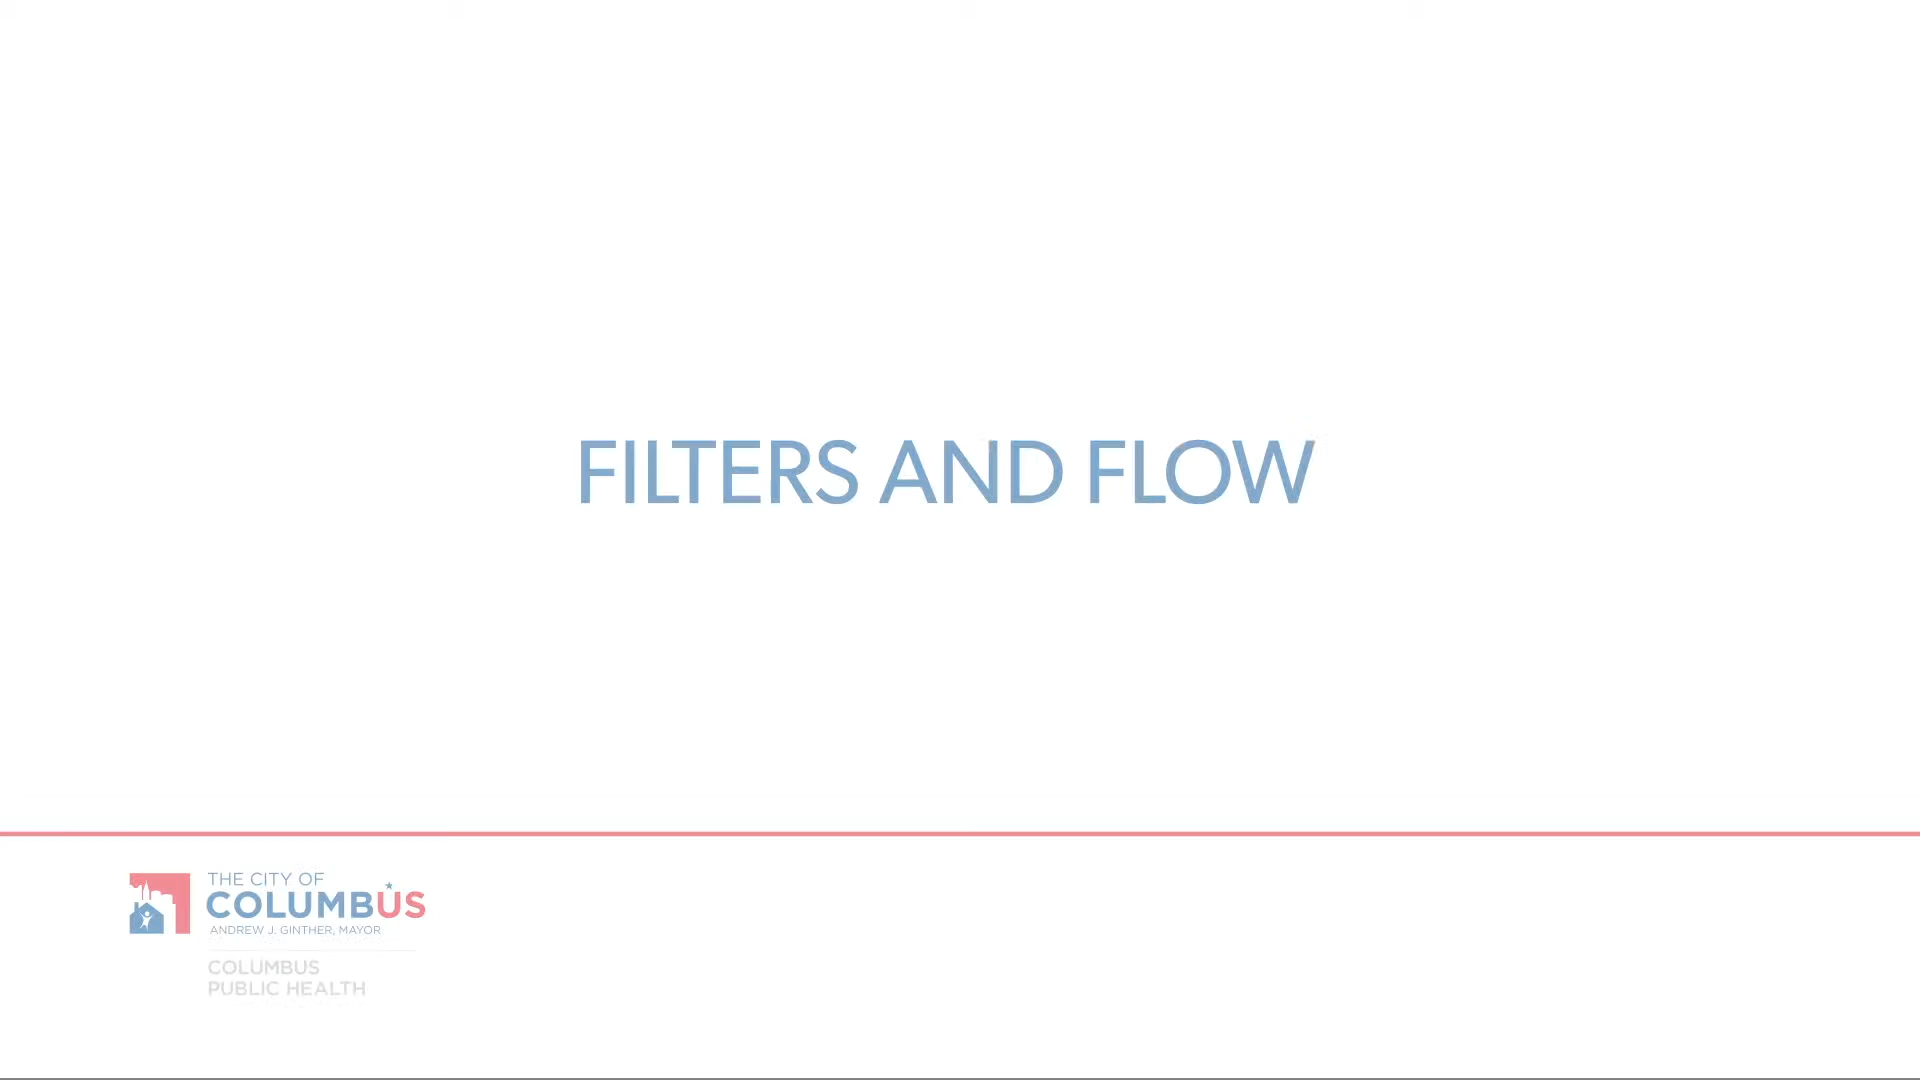 FILTERS AND FLOW
THE CITY OF
COLUMBUS
ANDREW J. GINTHER, MAYOR
COLUMBUS
PUBLIC HEALTH